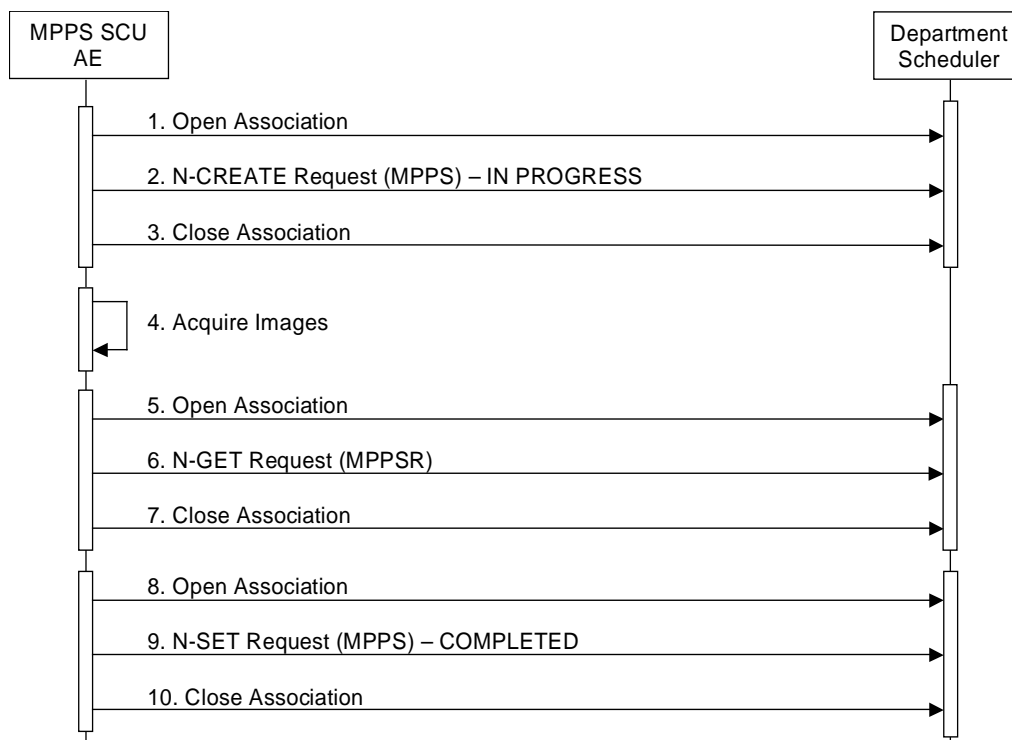 MPPS SCU
AE
Department
Scheduler
1. Open Association
2. N-CREATE Request (MPPS) – IN PROGRESS
3. Close Association
4. Acquire Images
5. Open Association
6. N-GET Request (MPPSR)
7. Close Association
8. Open Association
9. N-SET Request (MPPS) – COMPLETED
10. Close Association